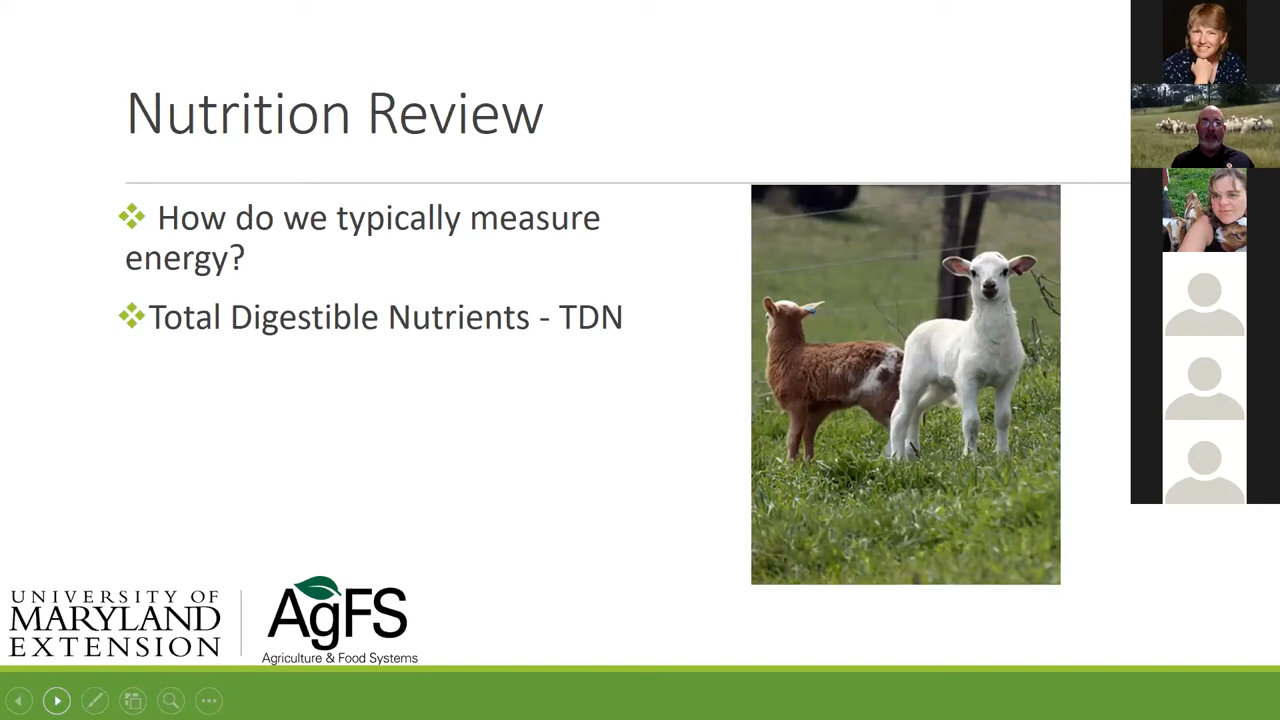 Nutrition Review
How do we typically measure
energy?
Total Digestible Nutrients - TDN
UNIVERSITY OF
MARYLAND
EXTENSION
AgFS
Agriculture & Food Systems